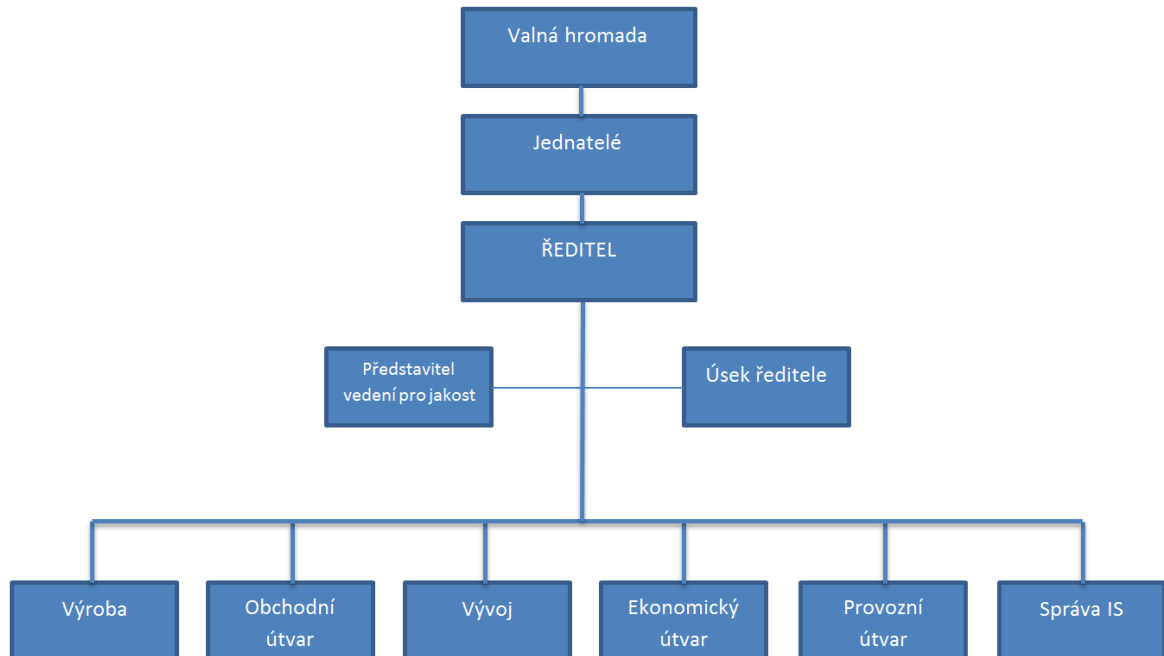 Valná hromada
Jednatelé
ŘEDITEL
Představitel
vedení pro jakost
Úsek ředitele
Výroba
Obchodní
útvar
Vývoj
Ekonomický
útvar
Provozní
útvar
Správa IS